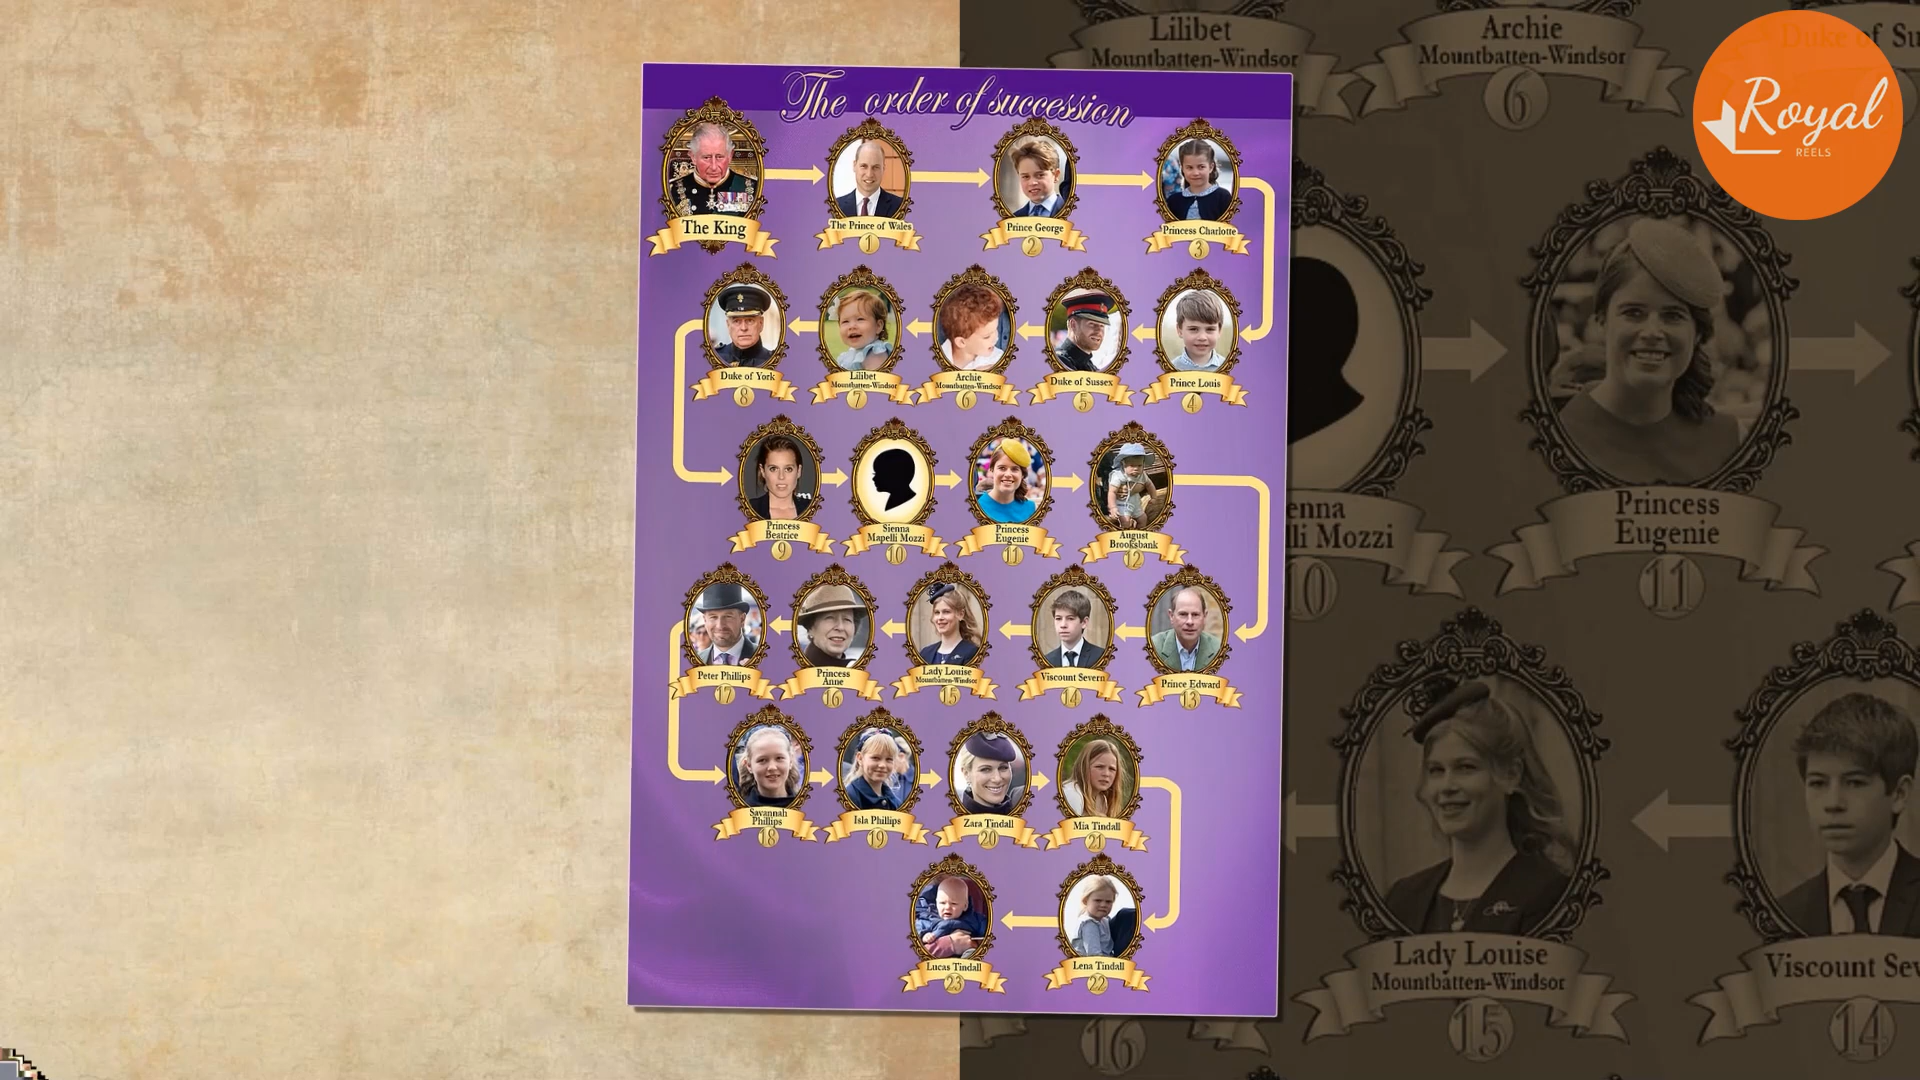 The order of succession
The King
The Prince of Wales
1
Prince George
2
Princess Charlotte
3
Duke of York
8
Lilibet
Mountbatten-Windsor
7
Archie
Mountbatten-Windsor
6
Duke of Sussex
5
Prince Louis
4
Princess
Beatrice
9
Sienna
Mapelli Mozzi
10
Princess
Eugenie
11
August
Brooksbank
12
Peter Phillips
17
Princess
Anne
16
Lady Louise
Mountbatten-Windsor
15
Viscount Severn
14
Prince Edward
13
Savannah
Phillips
18
Isla Phillips
19
Zara Tindall
20
Mia Tindall
21
Lucas Tindall
23
Lena Tindall
22
Lilibet
Mountbatten-Windsor
Archie
Mountbatten-Windsor
6
Duke of Su
Royal
REELS
enna
lli Mozzi
10
Princess
Eugenie
11
Lady Louise
Mountbatten-Windsor
15
Viscount Sev
14
16